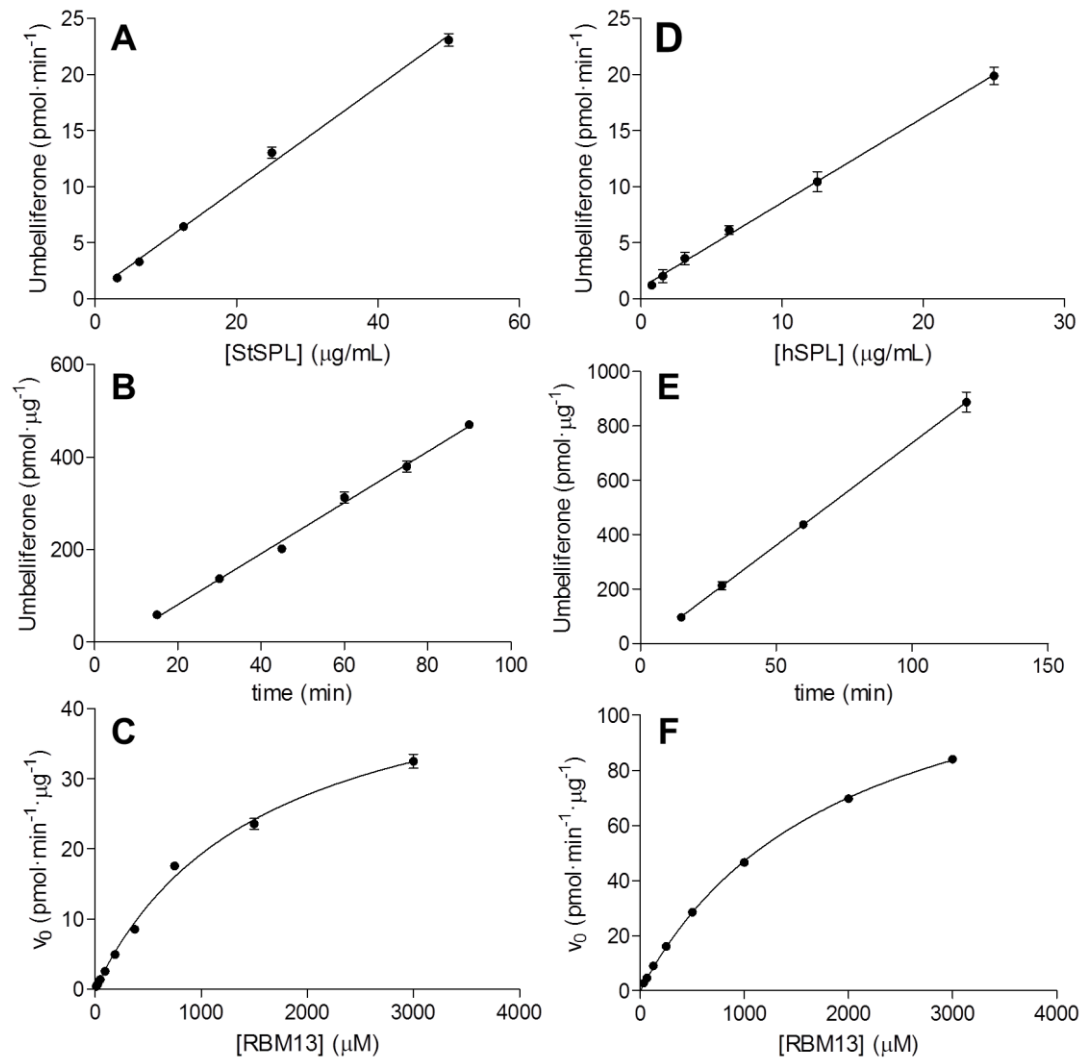 A
Umbelliferone (pmol·min⁻¹)
25
20
15
10
5
0
0 20 40 60
[StSPL] (μg/mL)
D
Umbelliferone (pmol·min⁻¹)
25
20
15
10
5
0
0 10 20 30
[hSPL] (μg/mL)
B
Umbelliferone (pmol·μg⁻¹)
600
400
200
0
0 20 40 60 80 100
time (min)
E
Umbelliferone (pmol·μg⁻¹)
1000
800
600
400
200
0
0 50 100 150
time (min)
C
v₀ (pmol·min⁻¹·μg⁻¹)
40
30
20
10
0
0 1000 2000 3000 4000
[RBM13] (μM)
F
v₀ (pmol·min⁻¹·μg⁻¹)
100
80
60
40
20
0
0 1000 2000 3000 4000
[RBM13] (μM)